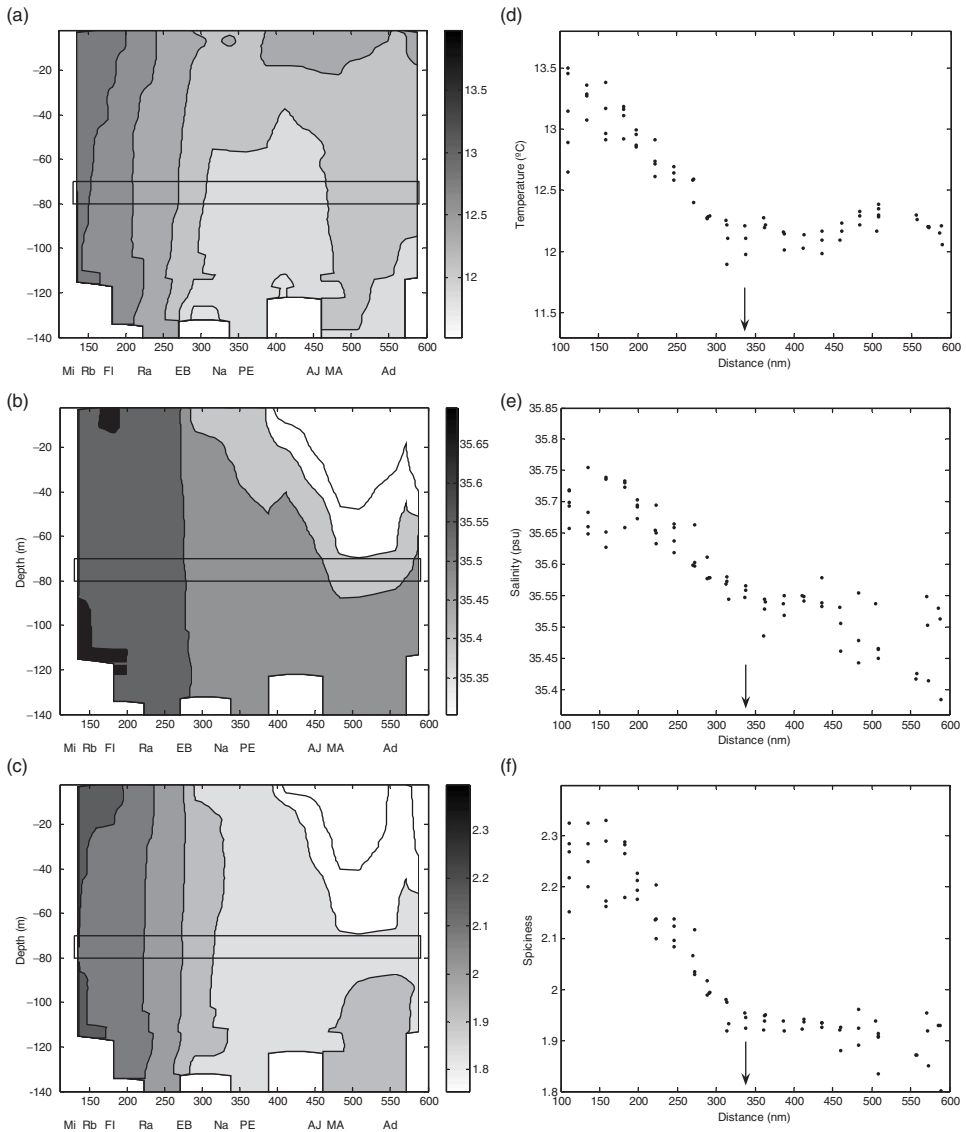 (a)
−20
−40
−60
−80
−100
−120
−140
150 200 250 300 350 400 450 500 550 600
Mi Rb Fl Ra EB Na PE AJ MA Ad
13.5
13
12.5
12
(d)
Temperature (ºC)
13.5
13
12.5
12
11.5
100 150 200 250 300 350 400 450 500 550 600
Distance (nm)
(b)
Depth (m)
−20
−40
−60
−80
−100
−120
−140
150 200 250 300 350 400 450 500 550 600
Mi Rb Fl Ra EB Na PE AJ MA Ad
35.65
35.6
35.55
35.5
35.45
35.4
35.35
(e)
Salinity (psu)
35.85
35.8
35.75
35.7
35.65
35.6
35.55
35.5
35.45
35.4
100 150 200 250 300 350 400 450 500 550 600
Distance (nm)
(c)
Depth (m)
−20
−40
−60
−80
−100
−120
-140
150 200 250 300 350 400 450 500 550 600
Mi Rb Fl Ra EB Na PE AJ MA Ad
2.3
2.2
2.1
2
1.9
1.8
(f)
Spiciness
2.3
2.2
2.1
2
1.9
1.8
100 150 200 250 300 350 400 450 500 550 600
Distance (nm)